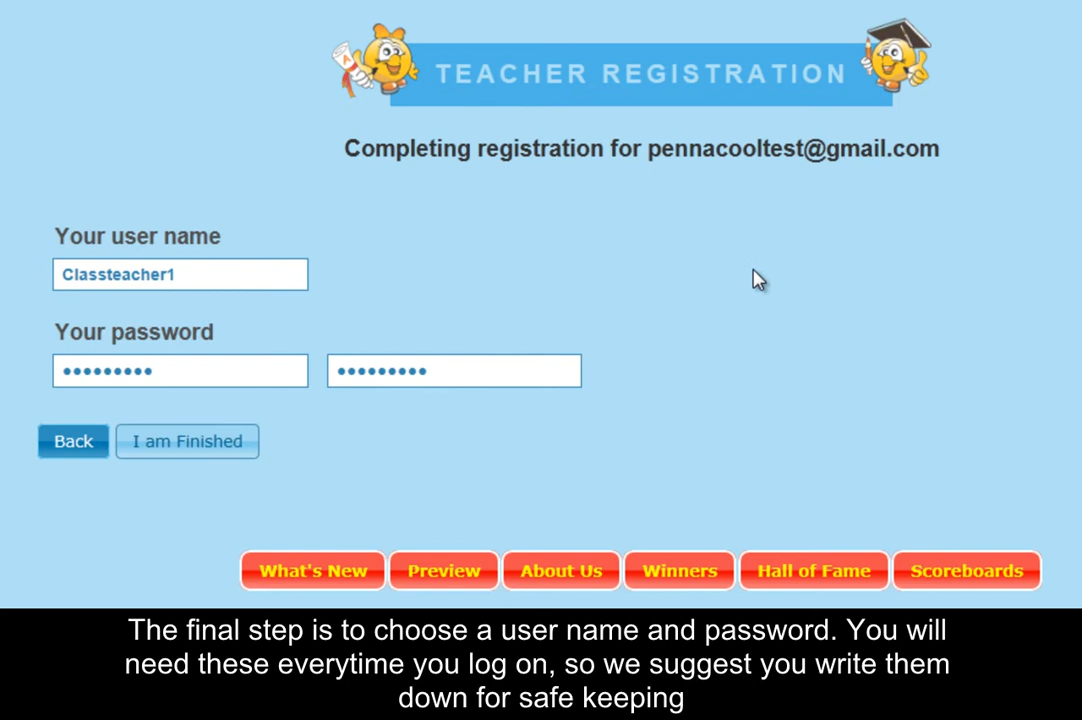 TEACHER REGISTRATION
Completing registration for pennacooltest@gmail.com
Your user name
Classteacher1
Your password
••••••••• •••••••••
Back I am Finished
What's New Preview About Us Winners Hall of Fame Scoreboards
The final step is to choose a user name and password. You will
need these everytime you log on, so we suggest you write them
down for safe keeping